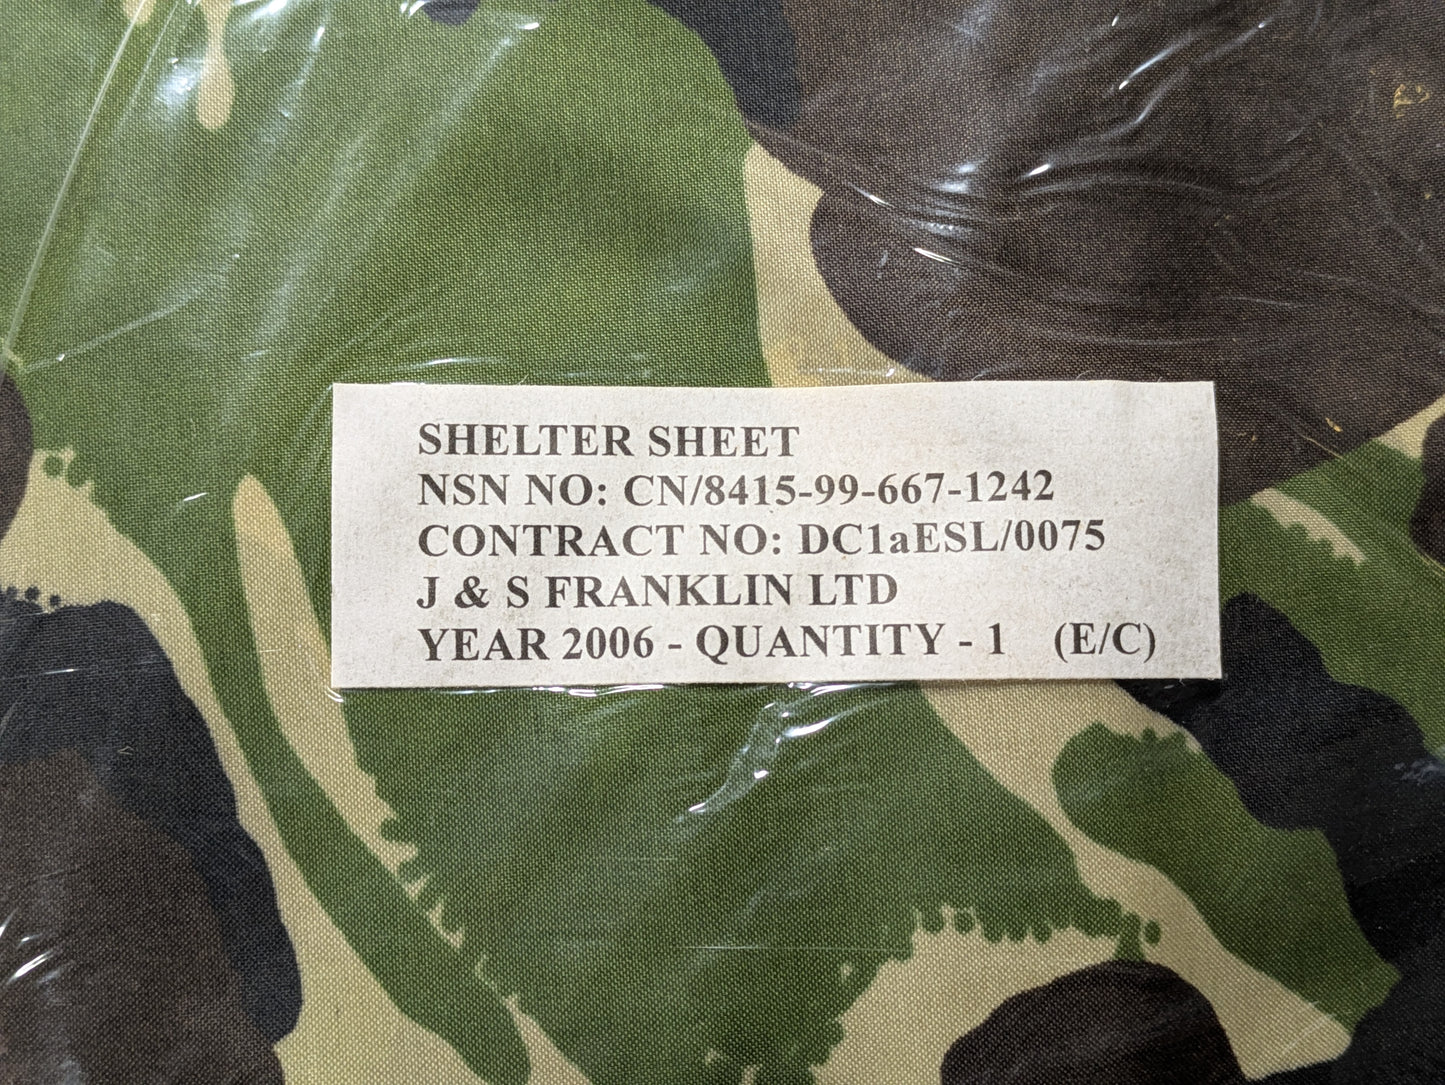 SHELTER SHEET
NSN NO: CN/8415-99-667-1242
CONTRACT NO: DC1aESL/0075
J & S FRANKLIN LTD
YEAR 2006 - QUANTITY - 1 (E/C)